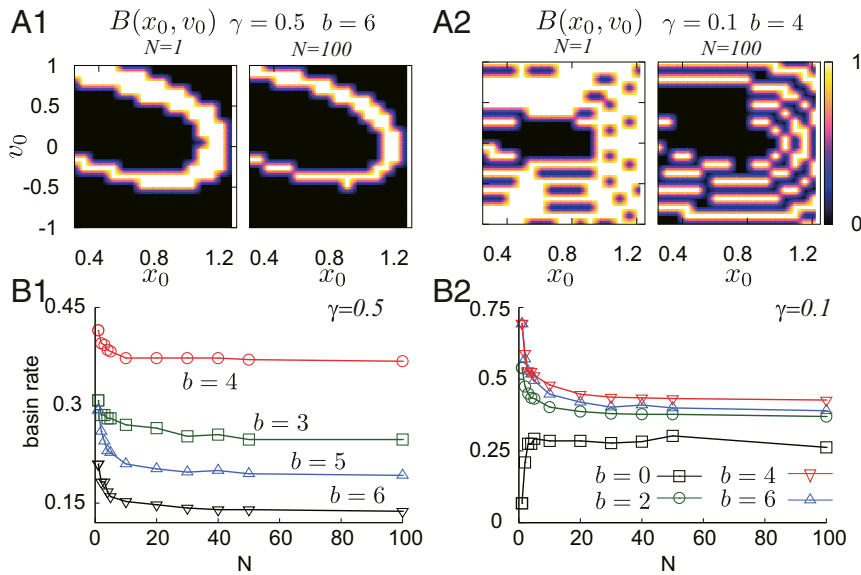 A1 B(x₀, v₀) γ = 0.5 b = 6
N=1 N=100
1
0.5
0
-0.5
-1
v₀
0.4 0.8 1.2 0.4 0.8 1.2
x₀ x₀
A2 B(x₀, v₀) γ = 0.1 b = 4
N=1 N=100
1
0
0.4 0.8 1.2 0.4 0.8 1.2
x₀ x₀
B1 γ=0.5
0.45
0.3
0.15
basin rate
b = 4
b = 3
b = 5
b = 6
0 20 40 60 80 100
N
B2 γ=0.1
0.75
0.5
0.25
0
b = 0 b = 4
b = 2 b = 6
0 20 40 60 80 100
N